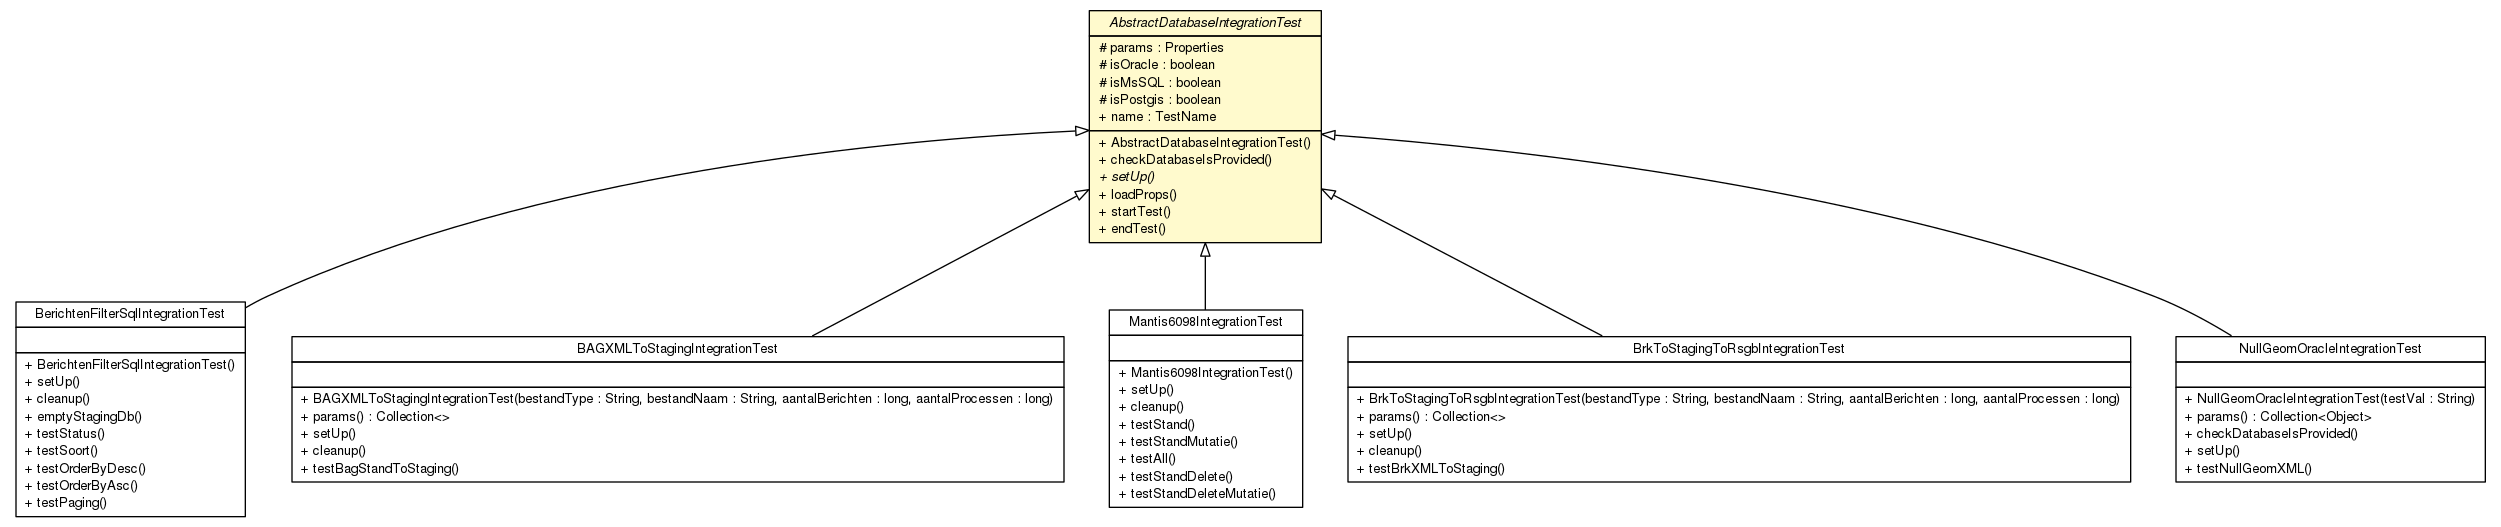 AbstractDatabaseIntegrationTest
# params : Properties
# isOracle : boolean
# isMsSQL : boolean
# isPostgis : boolean
+ name : TestName
+ AbstractDatabaseIntegrationTest()
+ checkDatabaseIsProvided()
+ setUp()
+ loadProps()
+ startTest()
+ endTest()
BerichtenFilterSqlIntegrationTest
+ BerichtenFilterSqlIntegrationTest()
+ setUp()
+ cleanup()
+ emptyStagingDb()
+ testStatus()
+ testSoort()
+ testOrderByDesc()
+ testOrderByAsc()
+ testPaging()
BAGXMLToStagingIntegrationTest
+ BAGXMLToStagingIntegrationTest(bestandType : String, bestandNaam : String, aantalBerichten : long, aantalProcessen : long)
+ params() : Collection<>
+ setUp()
+ cleanup()
+ testBagStandToStaging()
Mantis6098IntegrationTest
+ Mantis6098IntegrationTest()
+ setUp()
+ cleanup()
+ testStand()
+ testStandMutatie()
+ testAll()
+ testStandDelete()
+ testStandDeleteMutatie()
BrkToStagingToRsgbIntegrationTest
+ BrkToStagingToRsgbIntegrationTest(bestandType : String, bestandNaam : String, aantalBerichten : long, aantalProcessen : long)
+ params() : Collection<>
+ setUp()
+ cleanup()
+ testBrkXMLToStaging()
NullGeomOracleIntegrationTest
+ NullGeomOracleIntegrationTest(testVal : String)
+ params() : Collection<Object>
+ checkDatabaseIsProvided()
+ setUp()
+ testNullGeomXML()